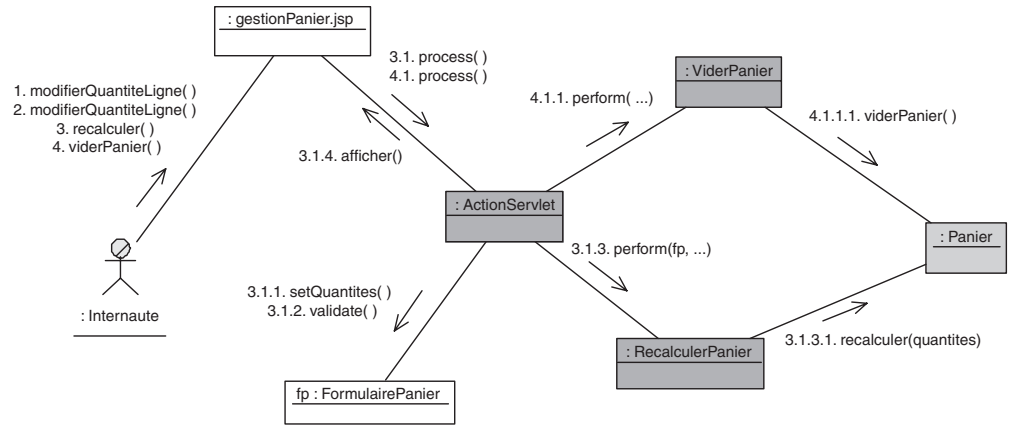 : gestionPanier.jsp
3.1. process( )
4.1. process( )
: ViderPanier
1. modifierQuantiteLigne( )
2. modifierQuantiteLigne( )
3. recalculer( )
4. viderPanier( )
4.1.1. perform( ...)
4.1.1.1. viderPanier( )
3.1.4. afficher()
: ActionServlet
: Panier
3.1.3. perform(fp, ...)
3.1.1. setQuantites( )
3.1.2. validate( )
: Internaute
: RecalculerPanier
3.1.3.1. recalculer(quantites)
fp : FormulairePanier